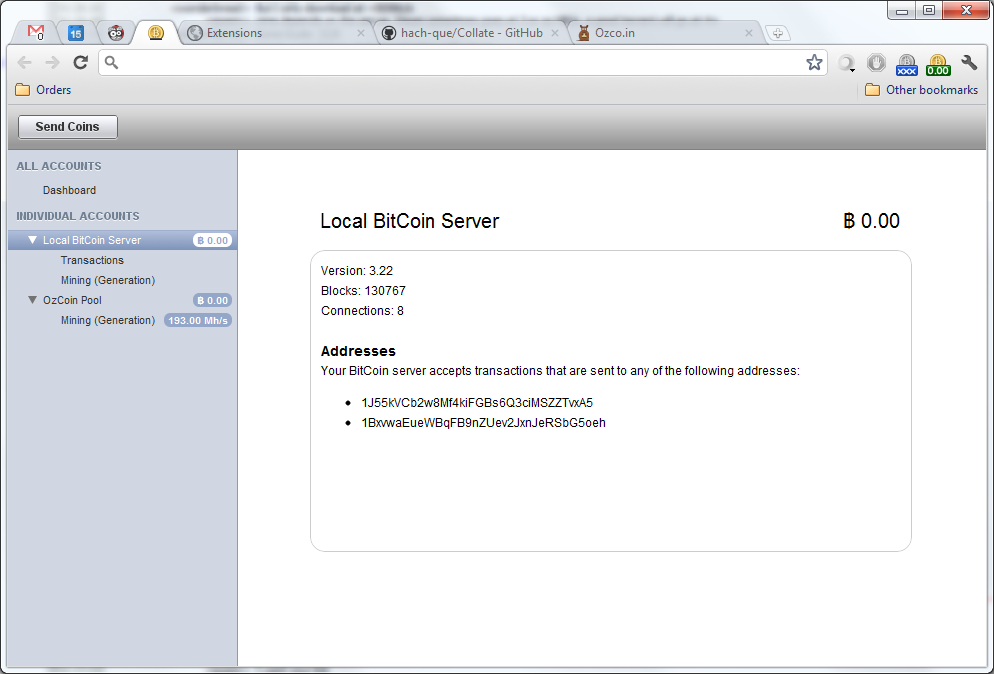 0
15
Extensions
hach-que/Collate - GitHub
Ozco.in
xxx
0.00
Orders
Other bookmarks
Send Coins
ALL ACCOUNTS
Dashboard
INDIVIDUAL ACCOUNTS
Local BitCoin Server ฿ 0.00
Transactions
Mining (Generation)
OzCoin Pool ฿ 0.00
Mining (Generation) 193.00 Mh/s
Local BitCoin Server ฿ 0.00
Version: 3.22
Blocks: 130767
Connections: 8
Addresses
Your BitCoin server accepts transactions that are sent to any of the following addresses:
• 1J55kVCb2w8Mf4kiFGBs6Q3ciMSZZTvxA5
• 1BxvwaEueWBqFB9nZUev2JxnJeRSbG5oeh